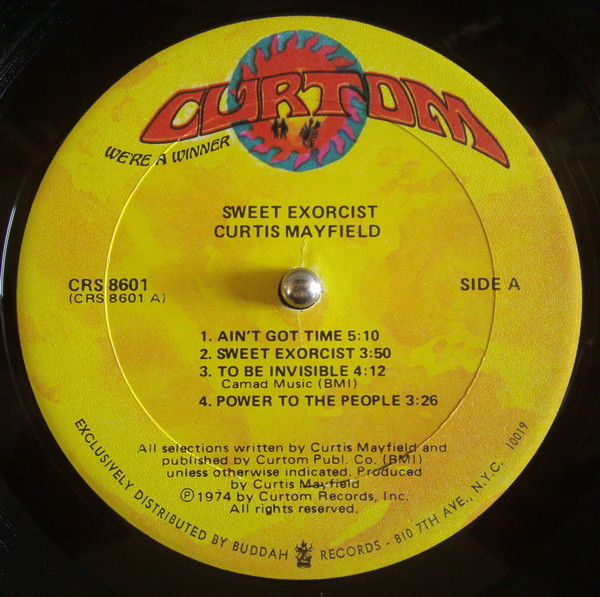 CURTOM
WE'RE A WINNER
SWEET EXORCIST
CURTIS MAYFIELD
CRS 8601
(CRS 8601 A)
SIDE A
1. AIN'T GOT TIME 5:10
2. SWEET EXORCIST 3:50
3. TO BE INVISIBLE 4:12
Camad Music (BMI)
4. POWER TO THE PEOPLE 3:26
All selections written by Curtis Mayfield and
published by Curtom Publ. Co. (BMI)
unless otherwise indicated. Produced
by Curtis Mayfield
℗1974 by Curtom Records, Inc.
All rights reserved.
EXCLUSIVELY DISTRIBUTED BY BUDDAH RECORDS - 810 7TH AVE., N.Y.C. 10019